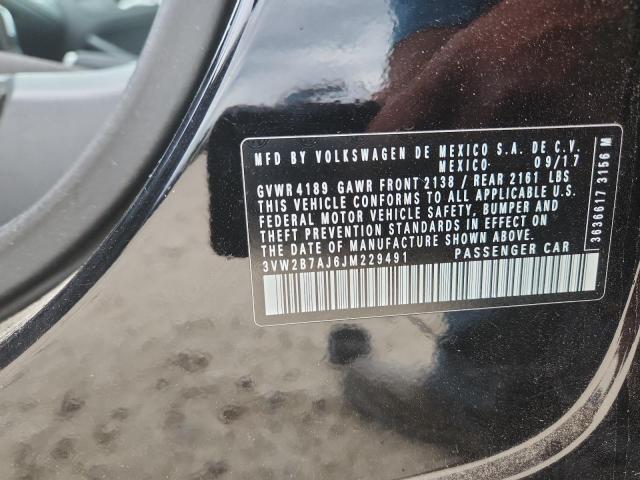 MFD BY VOLKSWAGEN DE MEXICO S.A. DE C.V.
MEXICO 09/17
GVWR 4189 GAWR FRONT 2138 / REAR 2161 LBS
THIS VEHICLE CONFORMS TO ALL APPLICABLE U.S.
FEDERAL MOTOR VEHICLE SAFETY, BUMPER AND
THEFT PREVENTION STANDARDS IN EFFECT ON
THE DATE OF MANUFACTURE SHOWN ABOVE.
3VW2B7AJ6JM229491 PASSENGER CAR
3636617 3166 M